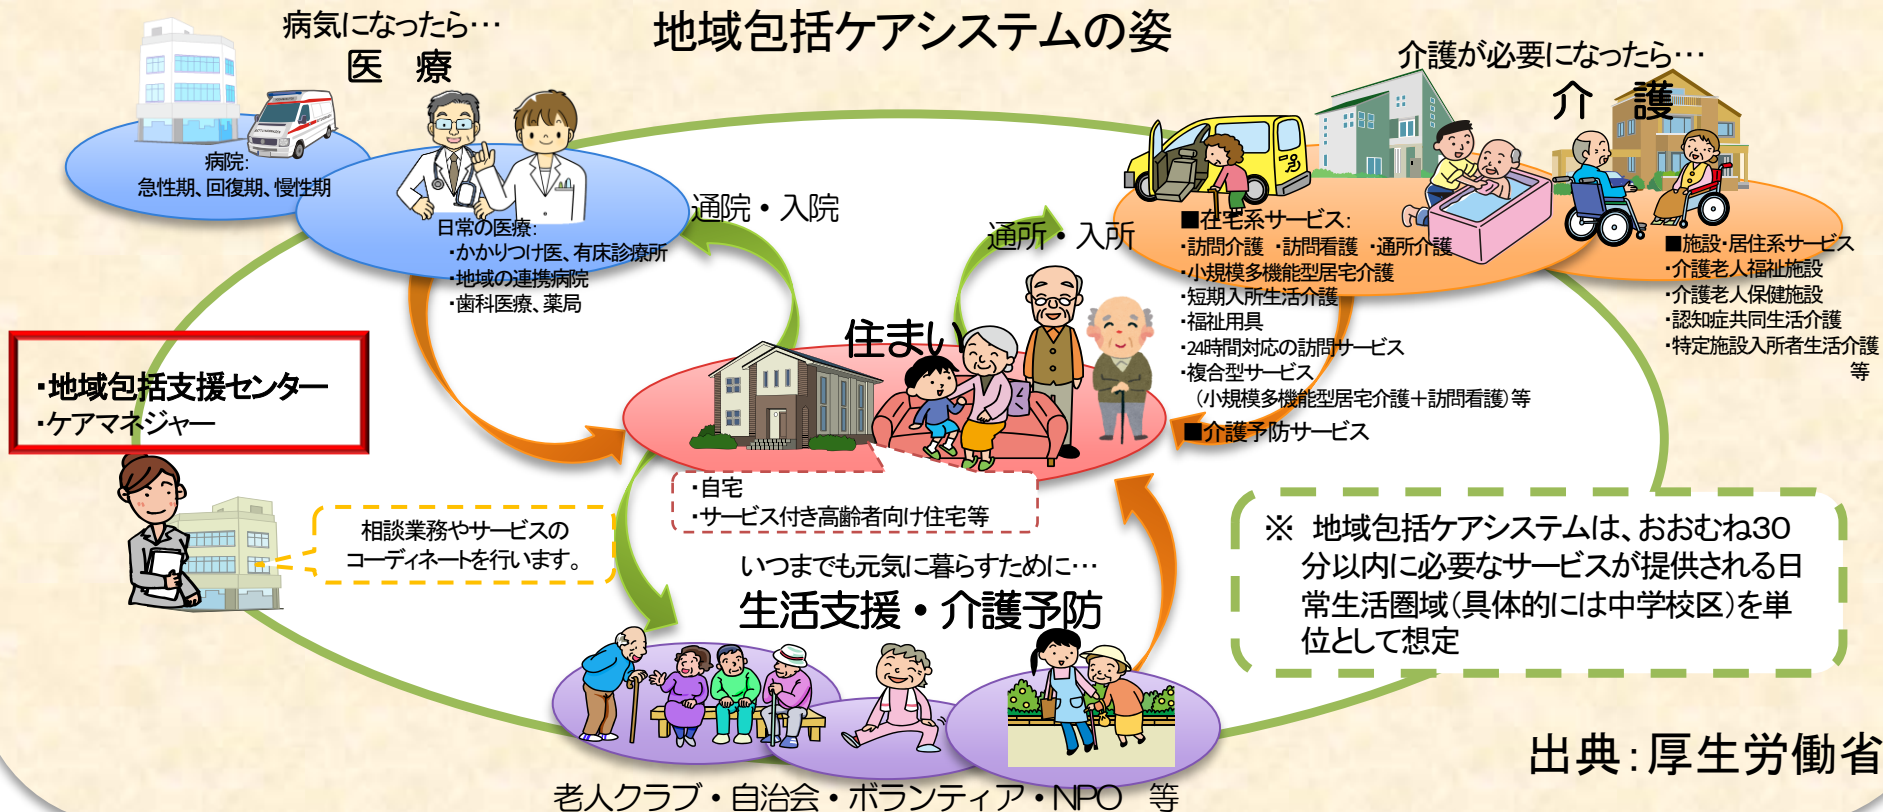 地域包括ケアシステムの姿
病気になったら…
医　療
病院:
急性期、回復期、慢性期
日常の医療:
・かかりつけ医、有床診療所
・地域の連携病院
・歯科医療、薬局
通院・入院
通所・入所
介護が必要になったら…
介　護
■在宅系サービス:
・訪問介護　・訪問看護　・通所介護
・小規模多機能型居宅介護
・短期入所生活介護
・福祉用具
・24時間対応の訪問サービス
・複合型サービス
（小規模多機能型居宅介護＋訪問看護）等
■介護予防サービス
■施設・居住系サービス
・介護老人福祉施設
・介護老人保健施設
・認知症共同生活介護
・特定施設入所者生活介護
等
住まい
・自宅
・サービス付き高齢者向け住宅等
・地域包括支援センター
・ケアマネジャー
相談業務やサービスの
コーディネートを行います。
いつまでも元気に暮らすために…
生活支援・介護予防
老人クラブ・自治会・ボランティア・NPO　等
※　地域包括ケアシステムは、おおむね30
分以内に必要なサービスが提供される日
常生活圏域（具体的には中学校区）を単
位として想定
出典：厚生労働省